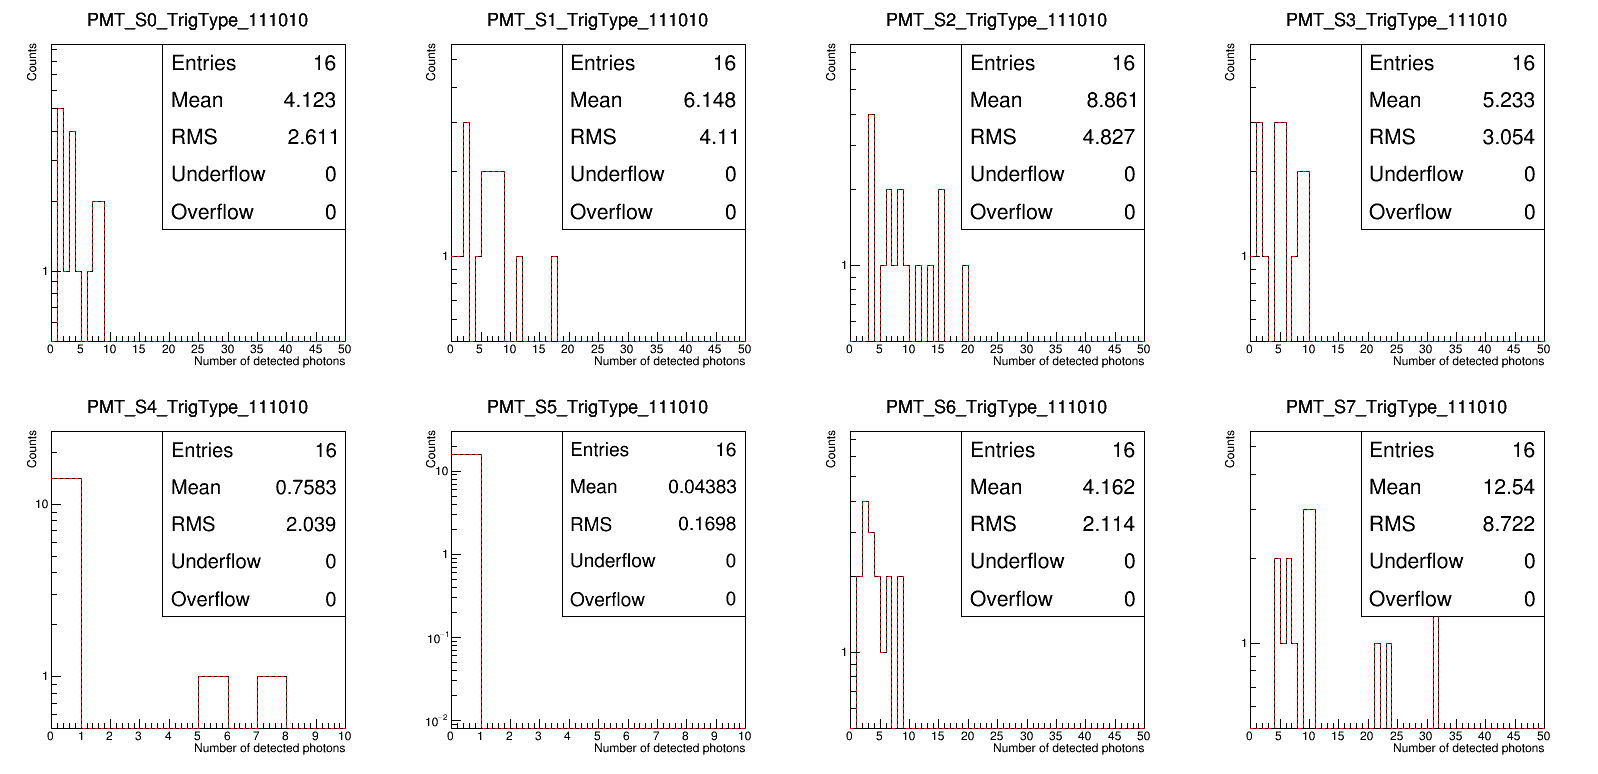 PMT_S0_TrigType_111010
Counts
Entries 16
Mean 4.123
RMS 2.611
Underflow 0
Overflow 0
1
0 5 10 15 20 25 30 35 40 45 50
Number of detected photons
PMT_S1_TrigType_111010
Counts
Entries 16
Mean 6.148
RMS 4.11
Underflow 0
Overflow 0
1
0 5 10 15 20 25 30 35 40 45 50
Number of detected photons
PMT_S2_TrigType_111010
Counts
Entries 16
Mean 8.861
RMS 4.827
Underflow 0
Overflow 0
1
0 5 10 15 20 25 30 35 40 45 50
Number of detected photons
PMT_S3_TrigType_111010
Counts
Entries 16
Mean 5.233
RMS 3.054
Underflow 0
Overflow 0
1
0 5 10 15 20 25 30 35 40 45 50
Number of detected photons
PMT_S4_TrigType_111010
Counts
Entries 16
Mean 0.7583
RMS 2.039
Underflow 0
Overflow 0
10
1
0 1 2 3 4 5 6 7 8 9 10
Number of detected photons
PMT_S5_TrigType_111010
Counts
Entries 16
Mean 0.04383
RMS 0.1698
Underflow 0
Overflow 0
10
1
10⁻¹
10⁻²
0 1 2 3 4 5 6 7 8 9 10
Number of detected photons
PMT_S6_TrigType_111010
Counts
Entries 16
Mean 4.162
RMS 2.114
Underflow 0
Overflow 0
1
0 5 10 15 20 25 30 35 40 45 50
Number of detected photons
PMT_S7_TrigType_111010
Counts
Entries 16
Mean 12.54
RMS 8.722
Underflow 0
Overflow 0
1
0 5 10 15 20 25 30 35 40 45 50
Number of detected photons